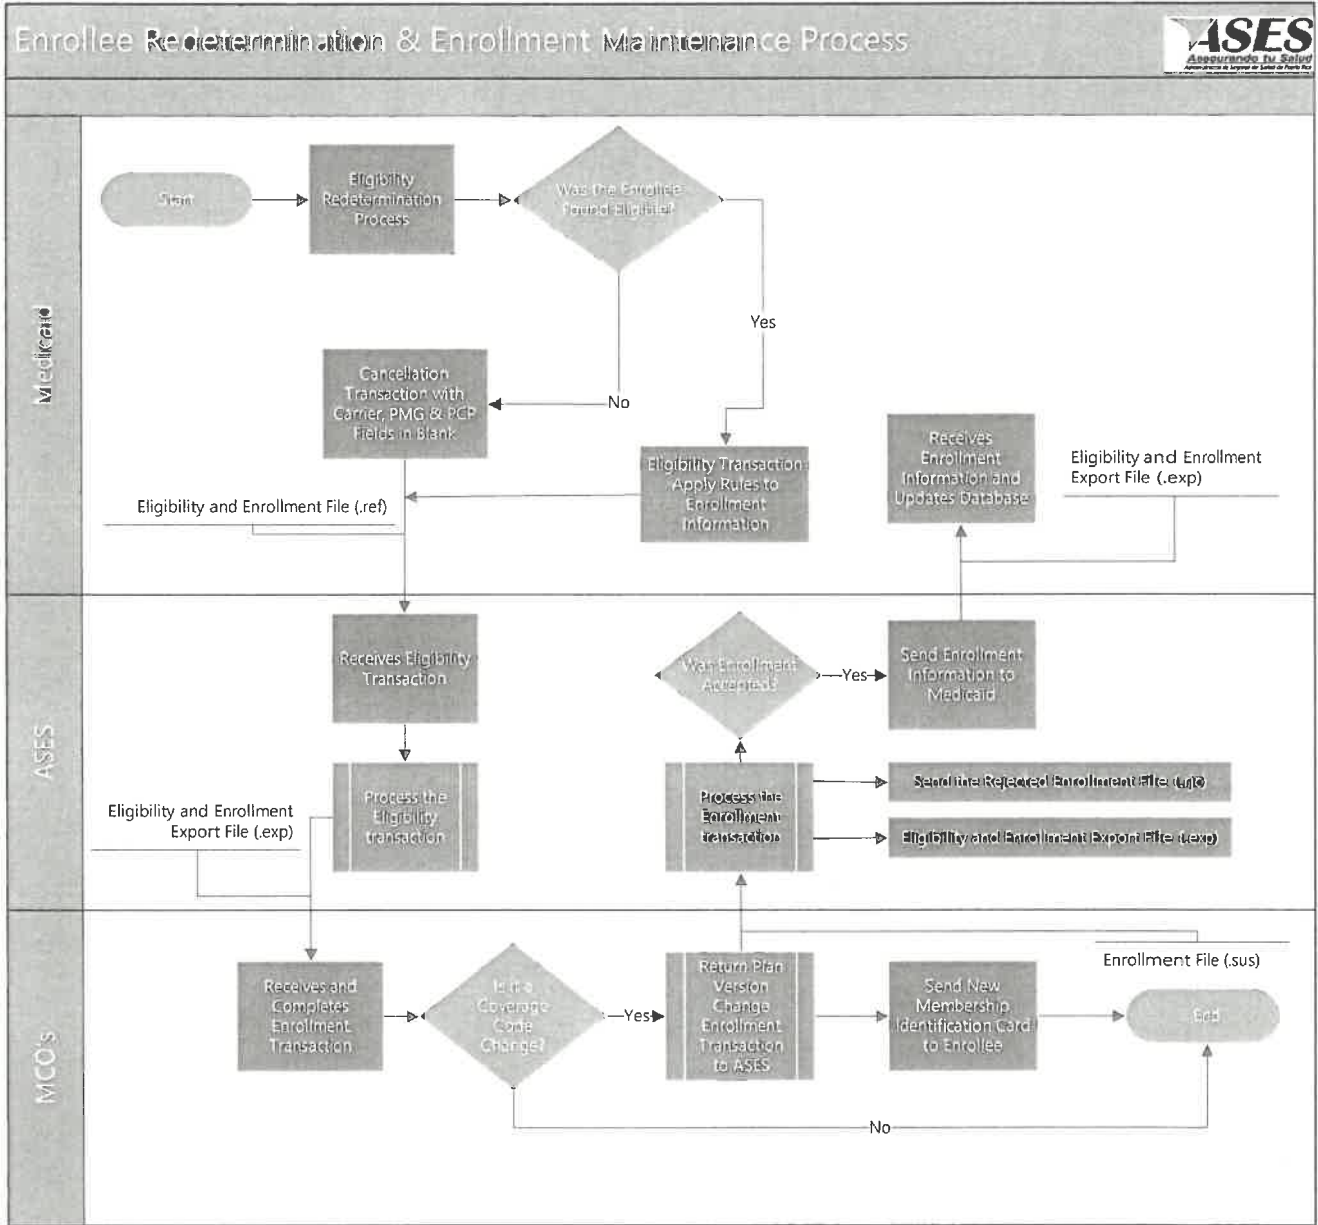 Enrollee Redetermination & Enrollment Maintenance Process
ASES
Asegurando tu Salud
Medicaid
Start
Eligibility
Redetermination
Process
Was the Enrollee
Found Eligible?
Yes
No
Cancellation
Transaction with
Carrier, PMG & PCP
Fields in Blank
Eligibility Transaction
Apply Rules to
Enrollment
Information
Receives
Enrollment
Information and
Updates Database
Eligibility and Enrollment
Export File (.exp)
Eligibility and Enrollment File (.ref)
ASES
Receives Eligibility
Transaction
Was Enrollment
Accepted?
Yes
Send Enrollment
Information to
Medicaid
Process the
Eligibility
transaction
Process the
Enrollment
transaction
Send the Rejected Enrollment File (.rjc)
Eligibility and Enrollment Export File (.exp)
Eligibility and Enrollment
Export File (.exp)
MCO's
Receives and
Completes
Enrollment
Transaction
Is it a
Coverage
Code
Change?
Yes
Return Plan
Version
Change
Enrollment
Transaction
to ASES
Send New
Membership
Identification Card
to Enrollee
Enrollment File (.sus)
End
No